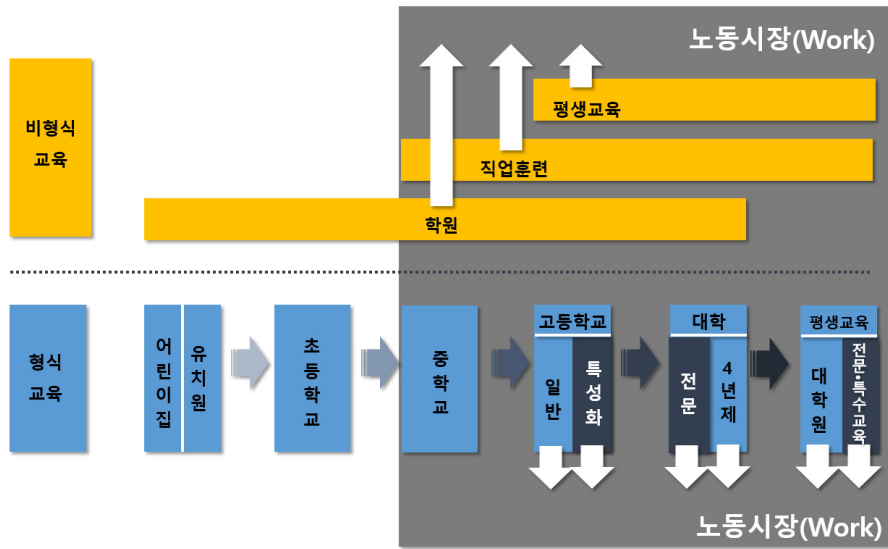 노동시장(Work)
비형식
교육
평생교육
직업훈련
학원
형식
교육
어린이집
유치원
초등학교
중학교
고등학교
일반
특성화
대학
전문
4년제
평생교육
대학원
전문·특수교육
노동시장(Work)